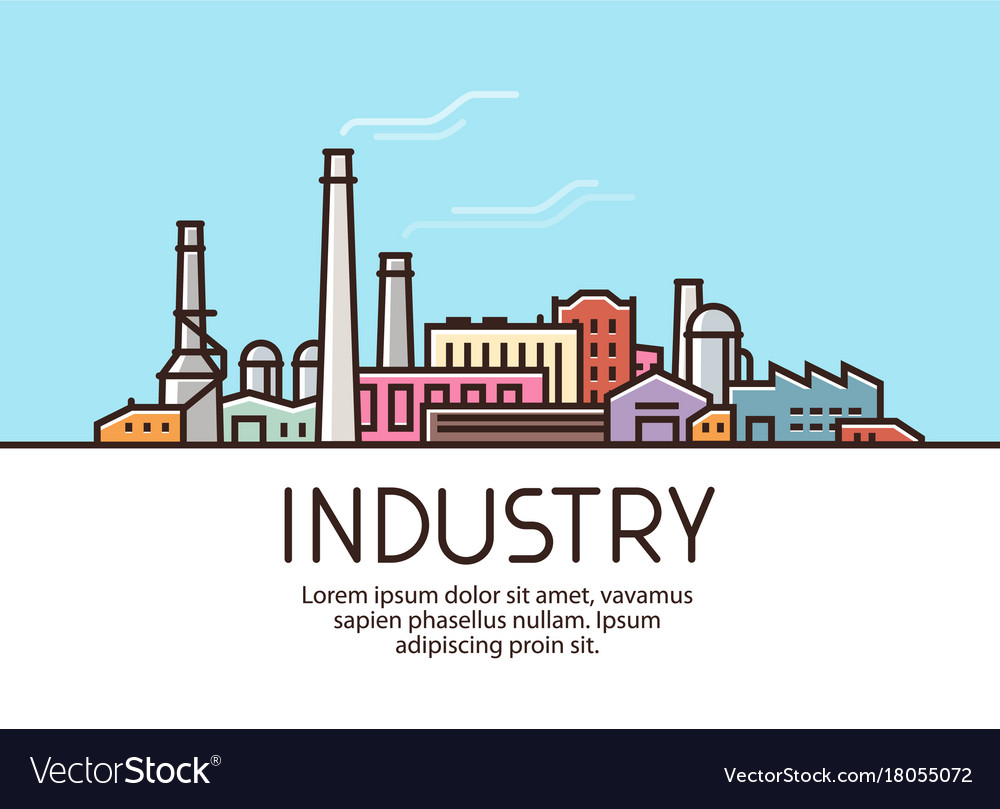 INDUSTRY
Lorem ipsum dolor sit amet, vavamus
sapien phasellus nullam. Ipsum
adipiscing proin sit.
VectorStock®
VectorStock.com/18055072